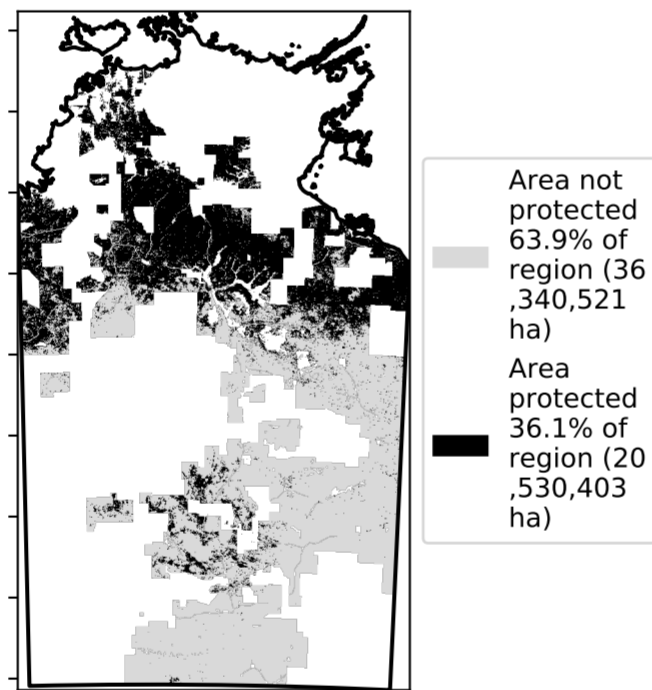 Area not
protected
63.9% of
region (36
,340,521
ha)
Area
protected
36.1% of
region (20
,530,403
ha)